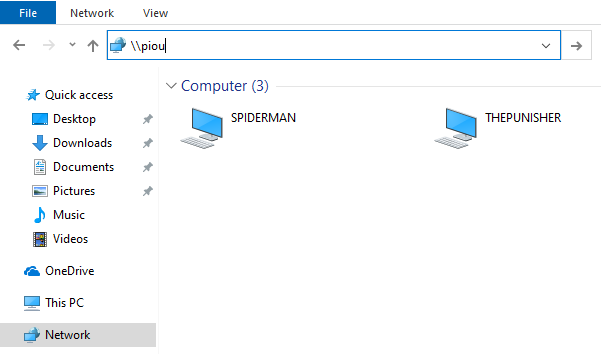 File Network View
\\piou
Quick access
Desktop
Downloads
Documents
Pictures
Music
Videos
OneDrive
This PC
Network
Computer (3)
SPIDERMAN THEPUNISHER